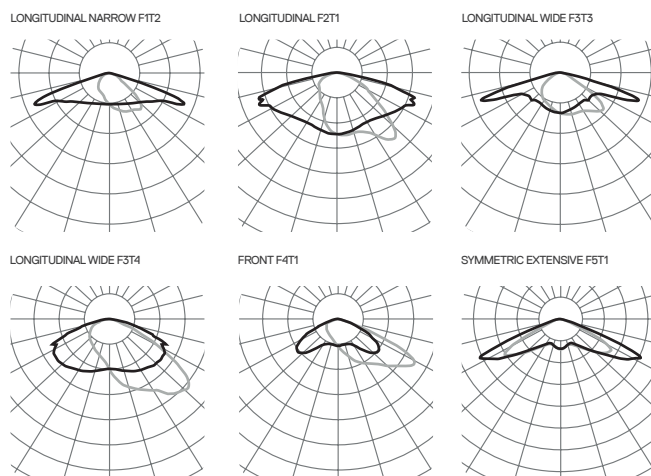 LONGITUDINAL NARROW F1T2
LONGITUDINAL F2T1
LONGITUDINAL WIDE F3T3
LONGITUDINAL WIDE F3T4
FRONT F4T1
SYMMETRIC EXTENSIVE F5T1